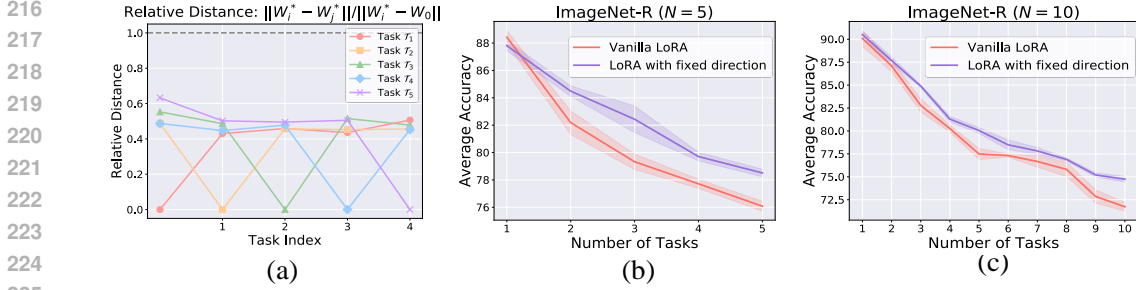 216
217
218
219
220
221
222
223
224
Relative Distance: ||W_i^* − W_j^*||/||W_i^* − W_0||
Relative Distance
1.0
0.8
0.6
0.4
0.2
0.0
Task 𝒯₁
Task 𝒯₂
Task 𝒯₃
Task 𝒯₄
Task 𝒯₅
1 2 3 4
Task Index
(a)
ImageNet-R (N = 5)
Average Accuracy
88
86
84
82
80
78
76
Vanilla LoRA
LoRA with fixed direction
1 2 3 4 5
Number of Tasks
(b)
ImageNet-R (N = 10)
Average Accuracy
90.0
87.5
85.0
82.5
80.0
77.5
75.0
72.5
Vanilla LoRA
LoRA with fixed direction
1 2 3 4 5 6 7 8 9 10
Number of Tasks
(c)